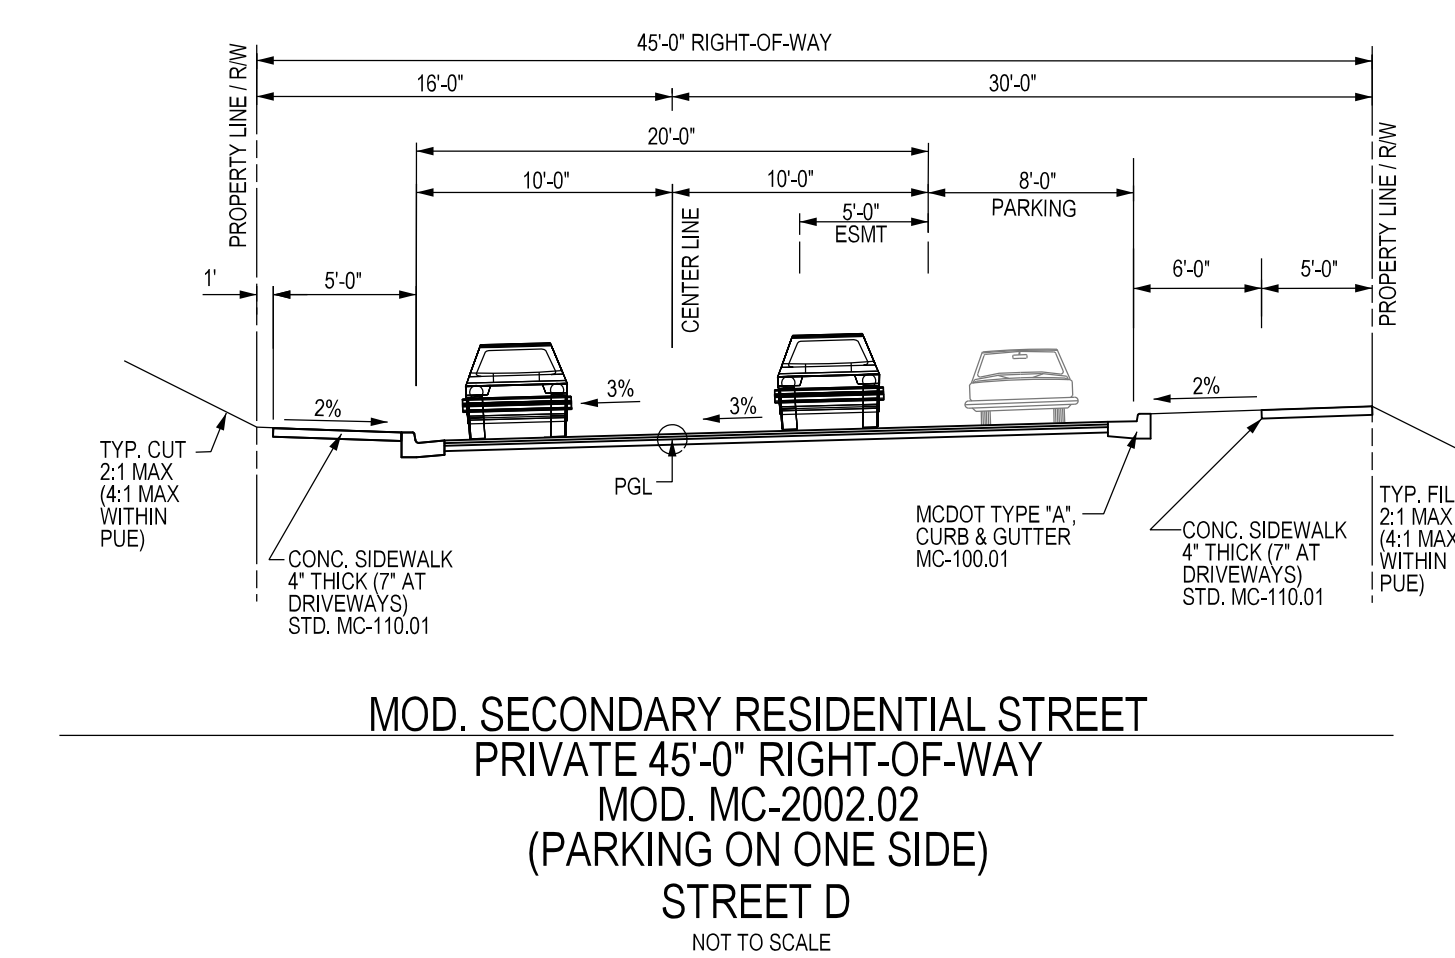 45'-0" RIGHT-OF-WAY
16'-0"
30'-0"
20'-0"
10'-0"
10'-0"
8'-0"
PARKING
5'-0"
ESMT
PROPERTY LINE / R/W
CENTER LINE
PROPERTY LINE / R/W
1'
5'-0"
6'-0"
5'-0"
2%
3%
3%
2%
PGL
TYP. CUT
2:1 MAX
(4:1 MAX
WITHIN
PUE)
CONC. SIDEWALK
4" THICK (7" AT
DRIVEWAYS)
STD. MC-110.01
MCDOT TYPE "A",
CURB & GUTTER
MC-100.01
CONC. SIDEWALK
4" THICK (7" AT
DRIVEWAYS)
STD. MC-110.01
TYP. FIL
2:1 MAX
(4:1 MAX
WITHIN
PUE)
MOD. SECONDARY RESIDENTIAL STREET
PRIVATE 45'-0" RIGHT-OF-WAY
MOD. MC-2002.02
(PARKING ON ONE SIDE)
STREET D
NOT TO SCALE